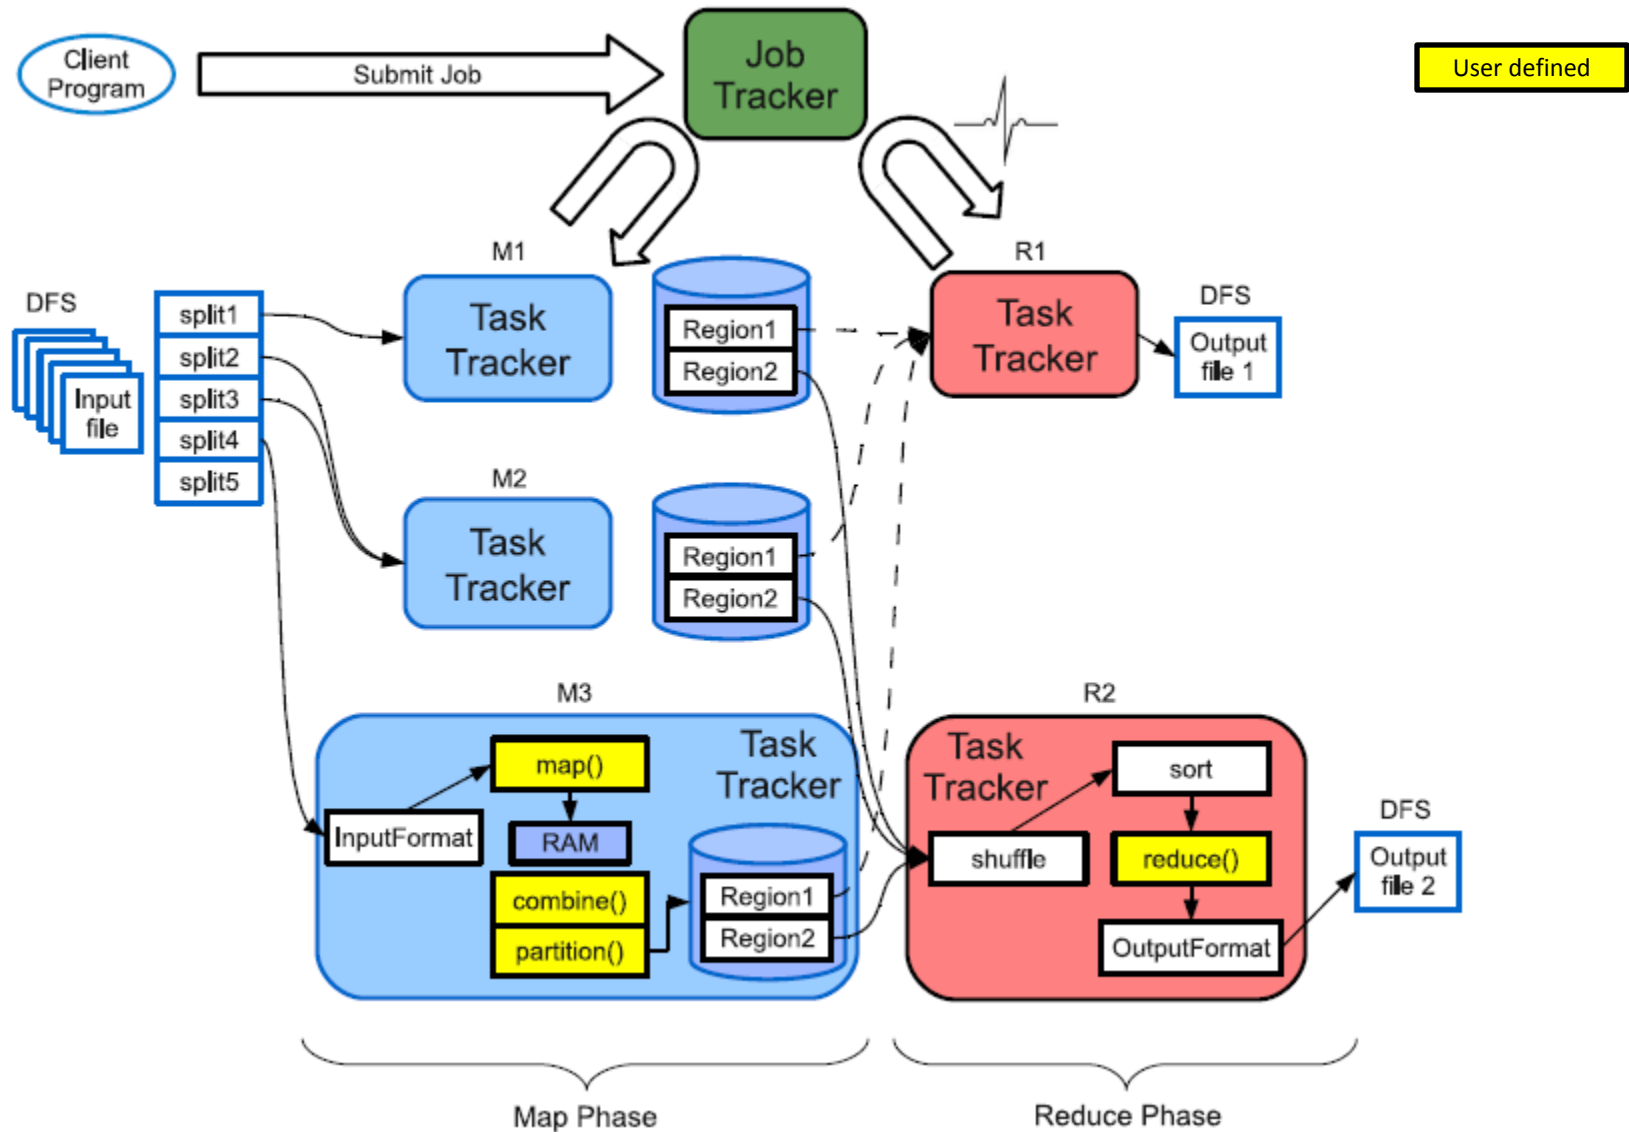 Client
Program
Submit Job
Job
Tracker
User defined
M1
R1
DFS
split1
split2
split3
split4
split5
Input
file
Task
Tracker
Region1
Region2
Task
Tracker
DFS
Output
file 1
M2
Task
Tracker
Region1
Region2
M3
R2
map()
Task
Tracker
InputFormat
RAM
combine()
partition()
Region1
Region2
Task
Tracker
sort
shuffle
reduce()
OutputFormat
DFS
Output
file 2
Map Phase
Reduce Phase